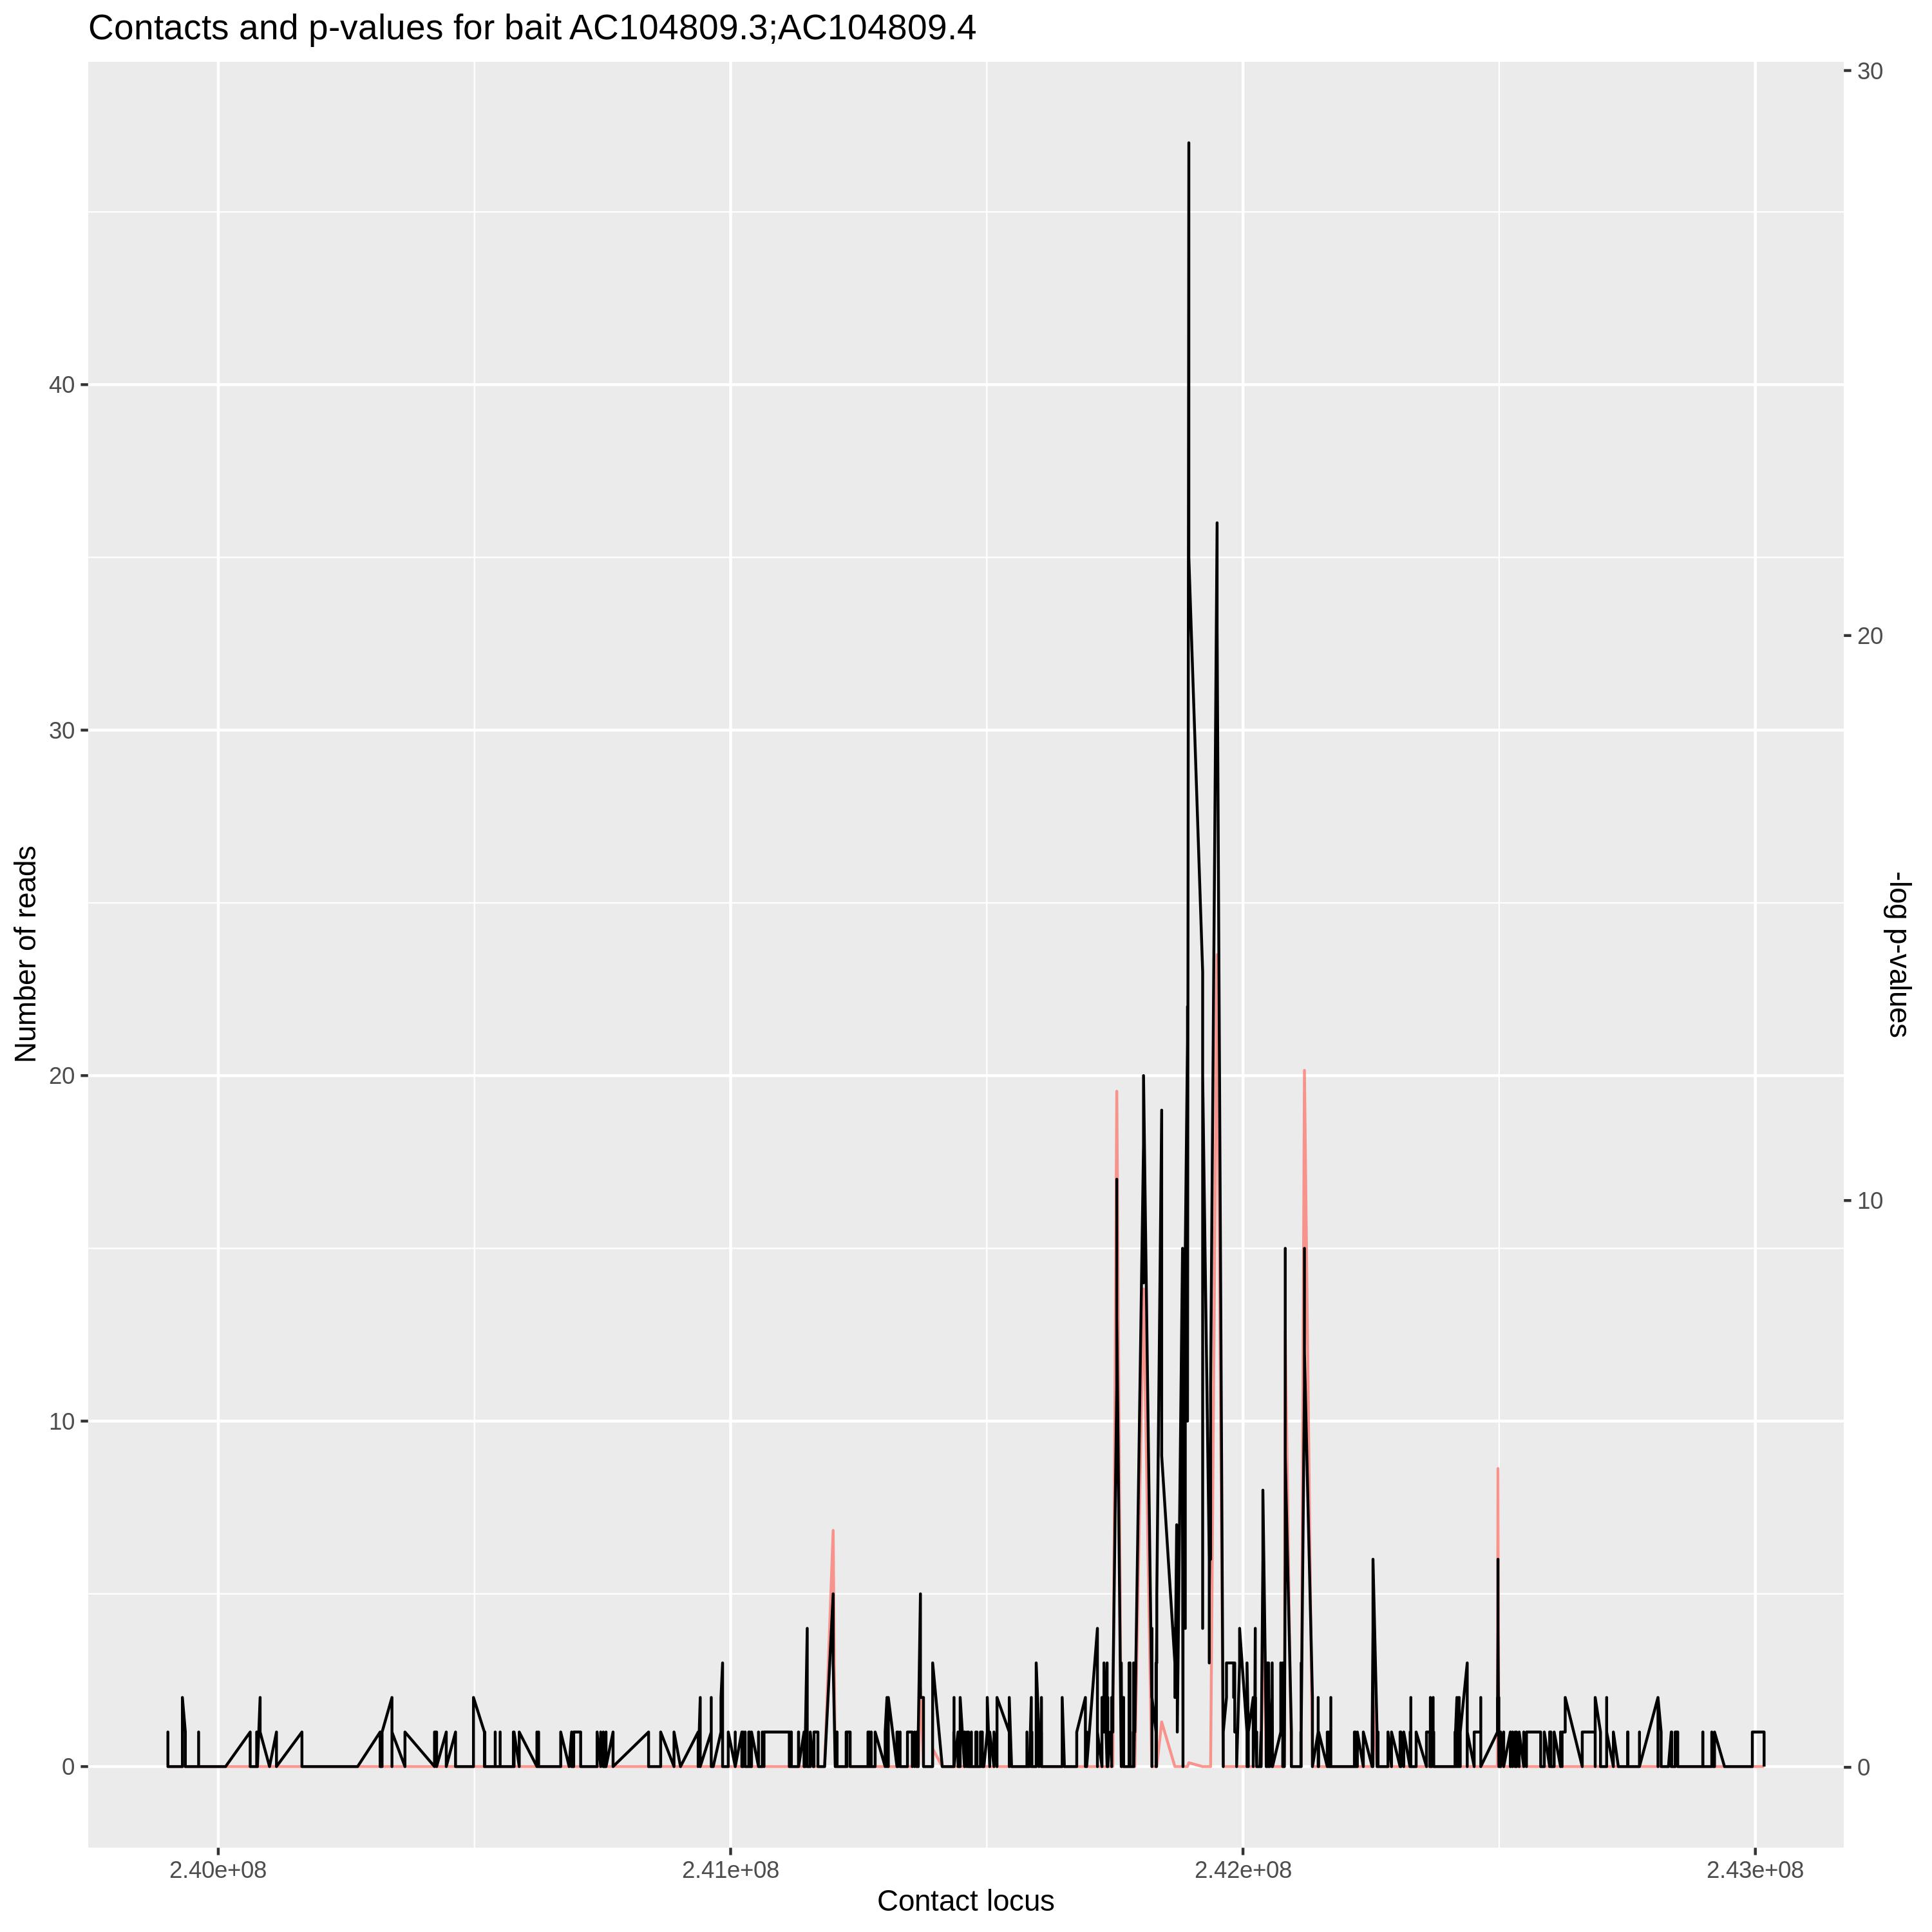 Contacts and p-values for bait AC104809.3;AC104809.4
30
40
30
20
20
10
10
0
0
Number of reads
-log p-values
2.40e+08
2.41e+08
2.42e+08
2.43e+08
Contact locus